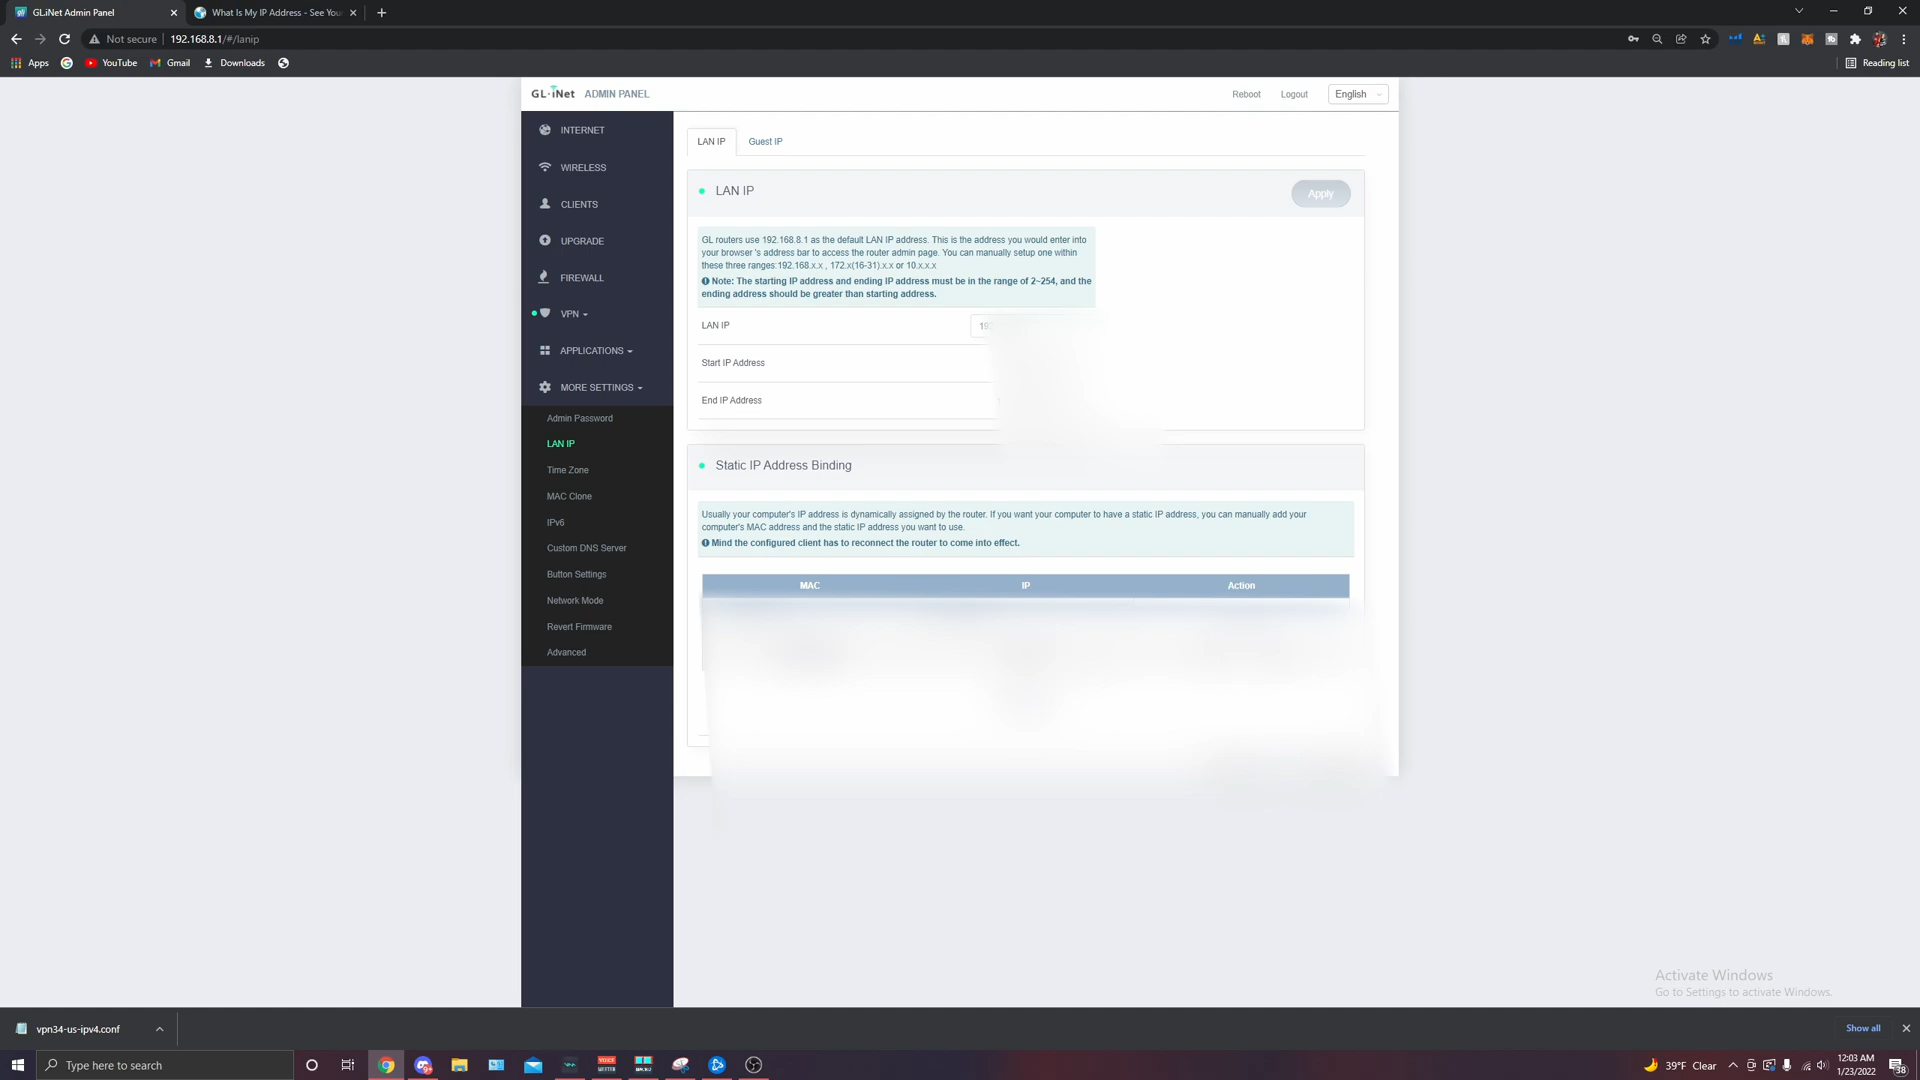 GL.iNet Admin Panel
What Is My IP Address - See You
Not secure
192.168.8.1/#/lanip
Apps
YouTube
Gmail
Downloads
Reading list
GL·iNet ADMIN PANEL
Reboot
Logout
English
INTERNET
WIRELESS
CLIENTS
UPGRADE
FIREWALL
VPN
APPLICATIONS
MORE SETTINGS
Admin Password
LAN IP
Time Zone
MAC Clone
IPv6
Custom DNS Server
Button Settings
Network Mode
Revert Firmware
Advanced
LAN IP
Guest IP
LAN IP
Apply
GL routers use 192.168.8.1 as the default LAN IP address. This is the address you would enter into
your browser 's address bar to access the router admin page. You can manually setup one within
these three ranges:192.168.x.x , 172.x(16-31).x.x or 10.x.x.x
Note: The starting IP address and ending IP address must be in the range of 2~254, and the
ending address should be greater than starting address.
LAN IP
Start IP Address
End IP Address
Static IP Address Binding
Usually your computer's IP address is dynamically assigned by the router. If you want your computer to have a static IP address, you can manually add your
computer's MAC address and the static IP address you want to use.
Mind the configured client has to reconnect the router to come into effect.
MAC
IP
Action
Activate Windows
Go to Settings to activate Windows.
vpn34-us-ipv4.conf
Show all
Type here to search
39°F Clear
12:03 AM
1/23/2022
38